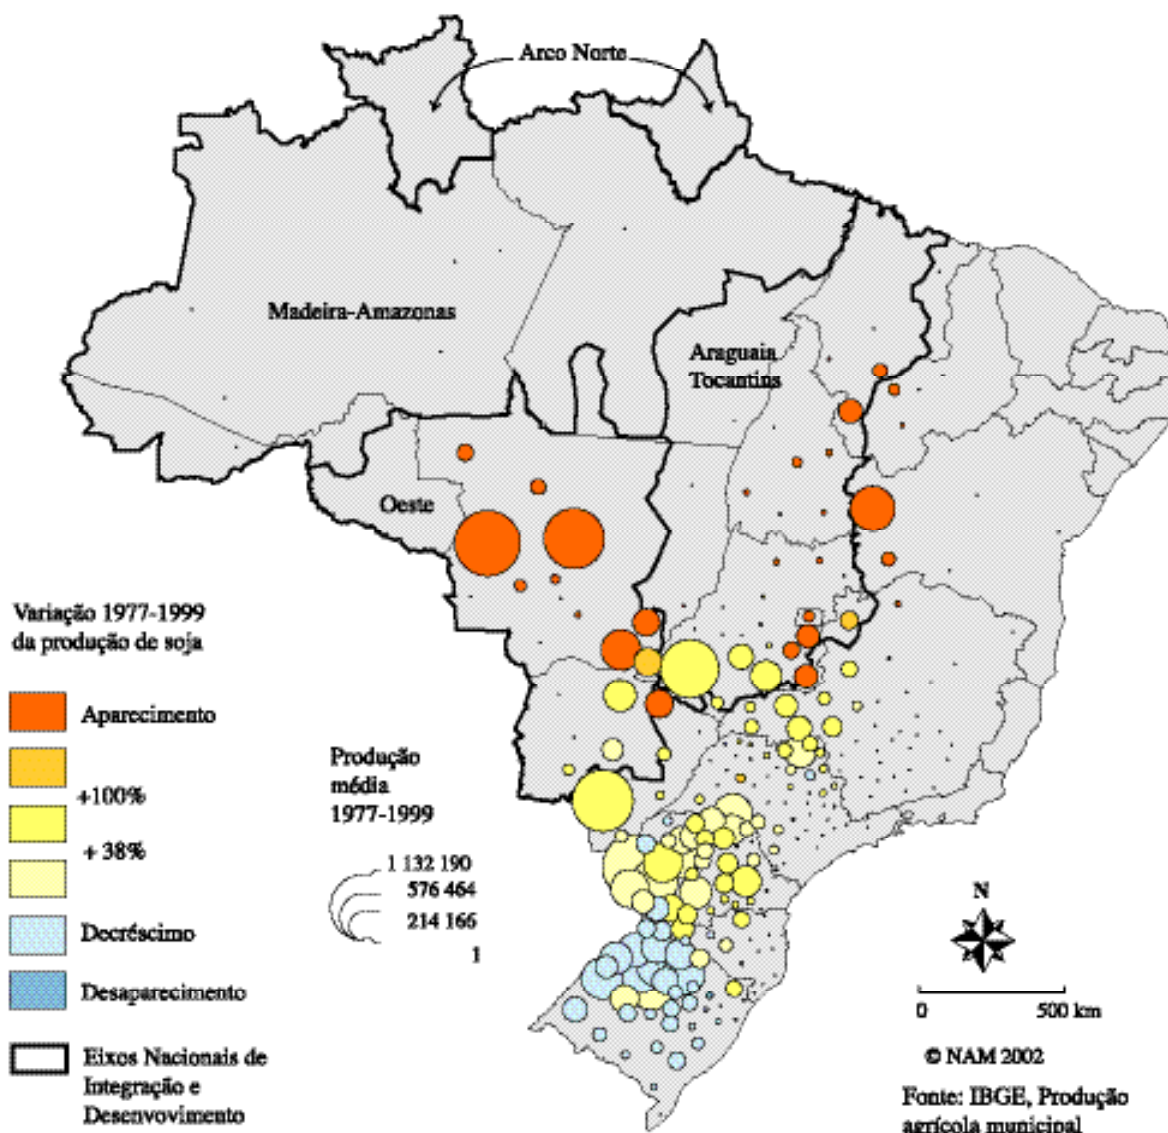 Arco Norte
Madeira-Amazonas
Araguaia
Tocantins
Oeste
Variação 1977-1999
da produção de soja
Aparecimento
+100%
+ 38%
Decréscimo
Desaparecimento
Eixos Nacionais de
Integração e
Desenvovimento
Produção
média
1977-1999
1 132 190
576 464
214 166
1
N
0 500 km
© NAM 2002
Fonte: IBGE, Produção
agrícola municipal